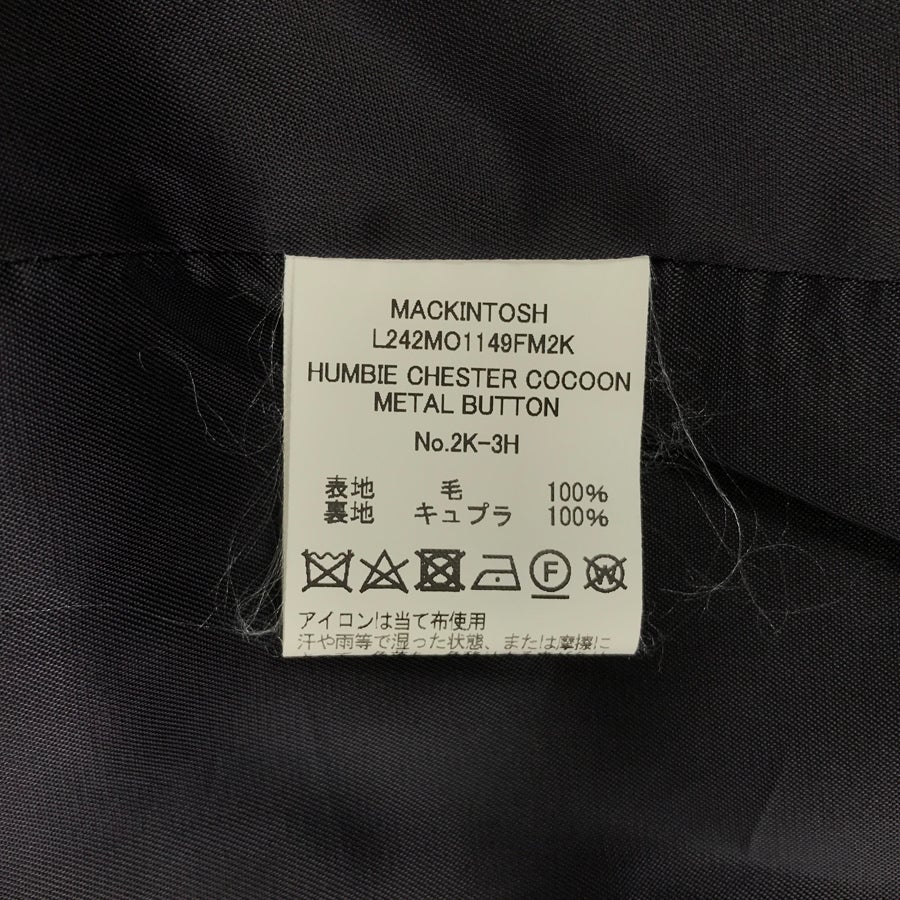 MACKINTOSH
L242MO1149FM2K
HUMBIE CHESTER COCOON
METAL BUTTON
No.2K-3H
表地 毛 100%
裏地 キュプラ 100%
F W
アイロンは当て布使用
汗や雨等で湿った状態、または摩擦に